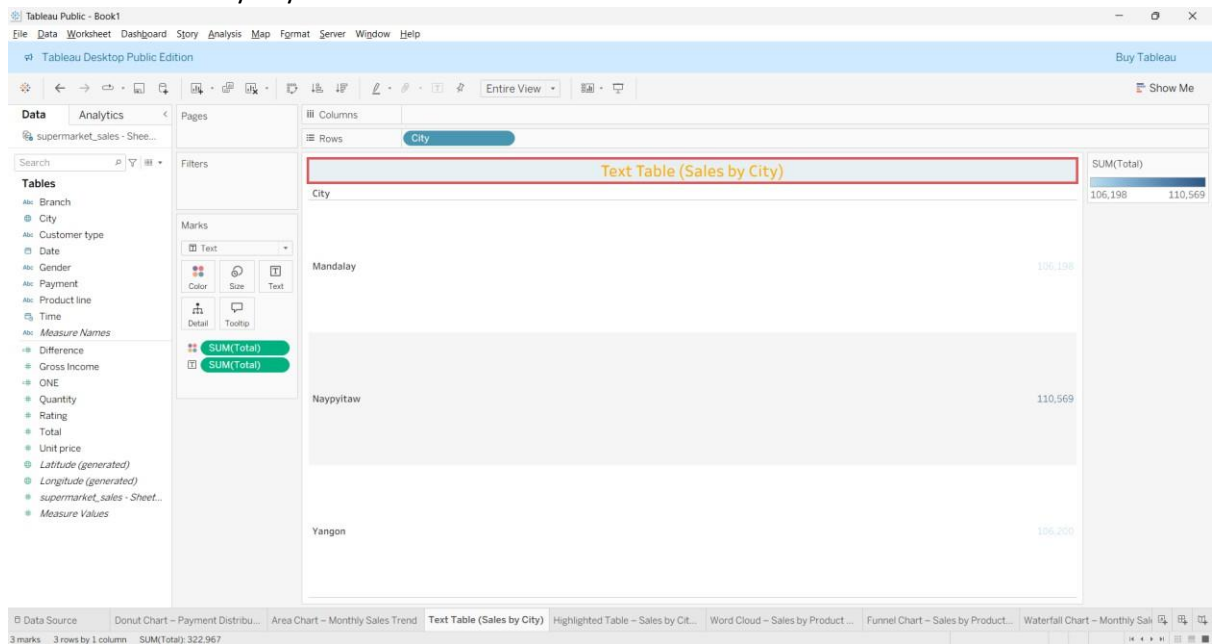 Tableau Public - Book1
File Data Worksheet Dashboard Story Analysis Map Format Server Window Help
Tableau Desktop Public Edition
Buy Tableau
Entire View
Show Me
Data Analytics
Pages
Columns
supermarket_sales - Shee...
Rows
City
Search
Filters
Text Table (Sales by City)
SUM(Total)
106,198 110,569
Tables
City
Abc Branch
City
Abc Customer type
Marks
Date
Text
Abc Gender
Abc Payment
Abc Product line
Time
Abc Measure Names
Color Size Text
Detail Tooltip
Mandalay 106,198
Difference
SUM(Total)
Gross Income
SUM(Total)
ONE
Quantity
Naypyitaw 110,569
Rating
Total
Unit price
Latitude (generated)
Longitude (generated)
supermarket_sales - Sheet...
Measure Values
Yangon 106,200
Data Source Donut Chart – Payment Distribu... Area Chart – Monthly Sales Trend Text Table (Sales by City) Highlighted Table – Sales by Cit... Word Cloud – Sales by Product ... Funnel Chart – Sales by Product... Waterfall Chart – Monthly Sal
3 marks 3 rows by 1 column SUM(Total): 322,967